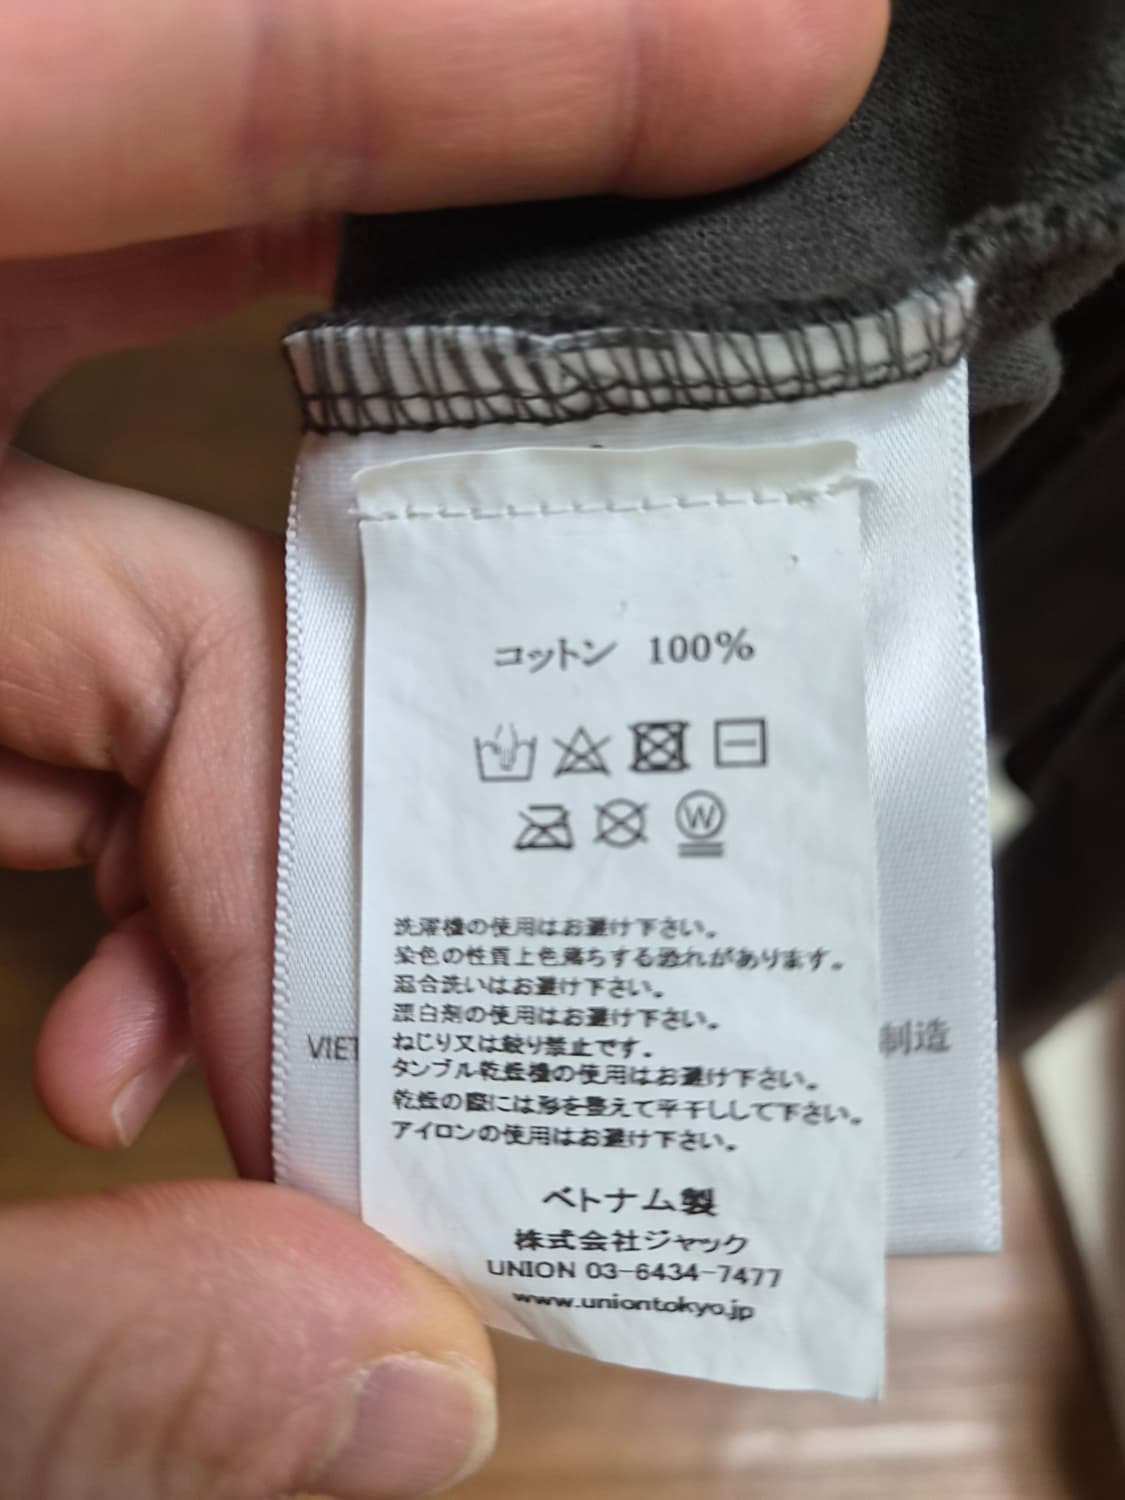 コットン 100%
W
洗濯機の使用はお避け下さい。
染色の性質上色落ちする恐れがあります。
混合洗いはお避け下さい。
漂白剤の使用はお避け下さい。
ねじり又は絞り禁止です。
VIET
制造
タンブル乾燥機の使用はお避け下さい。
乾燥の際には形を整えて平干しして下さい。
アイロンの使用はお避け下さい。
ベトナム製
株式会社ジャック
UNION 03-6434-7477
www.uniontokyo.jp